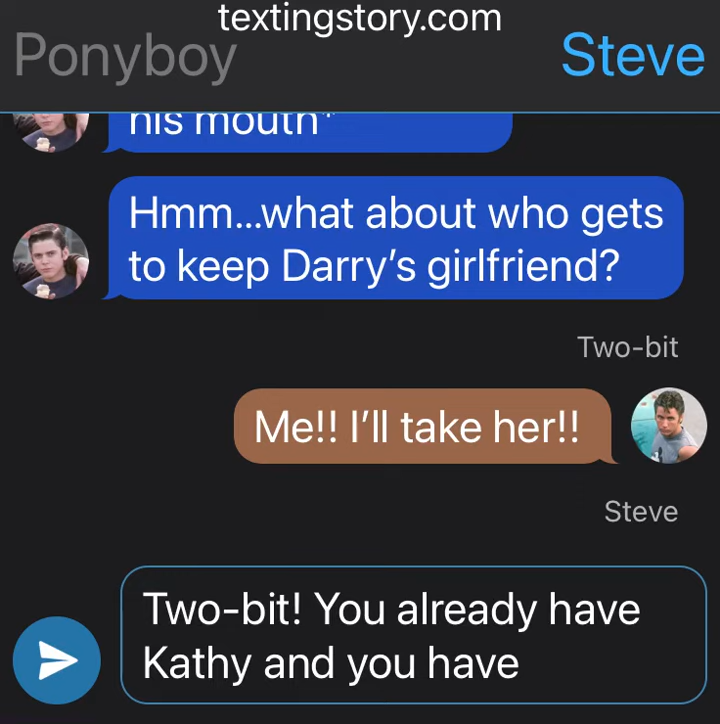 textingstory.com
Ponyboy
Steve
his mouth*
Hmm...what about who gets
to keep Darry's girlfriend?
Two-bit
Me!! I'll take her!!
Steve
Two-bit! You already have
Kathy and you have